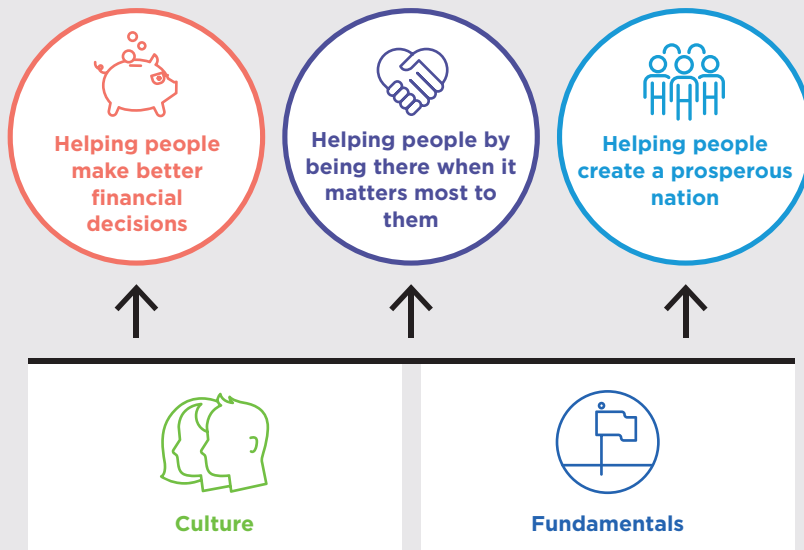 Helping people
make better
financial
decisions
Helping people by
being there when it
matters most to
them
Helping people
create a prosperous
nation
Culture
Fundamentals